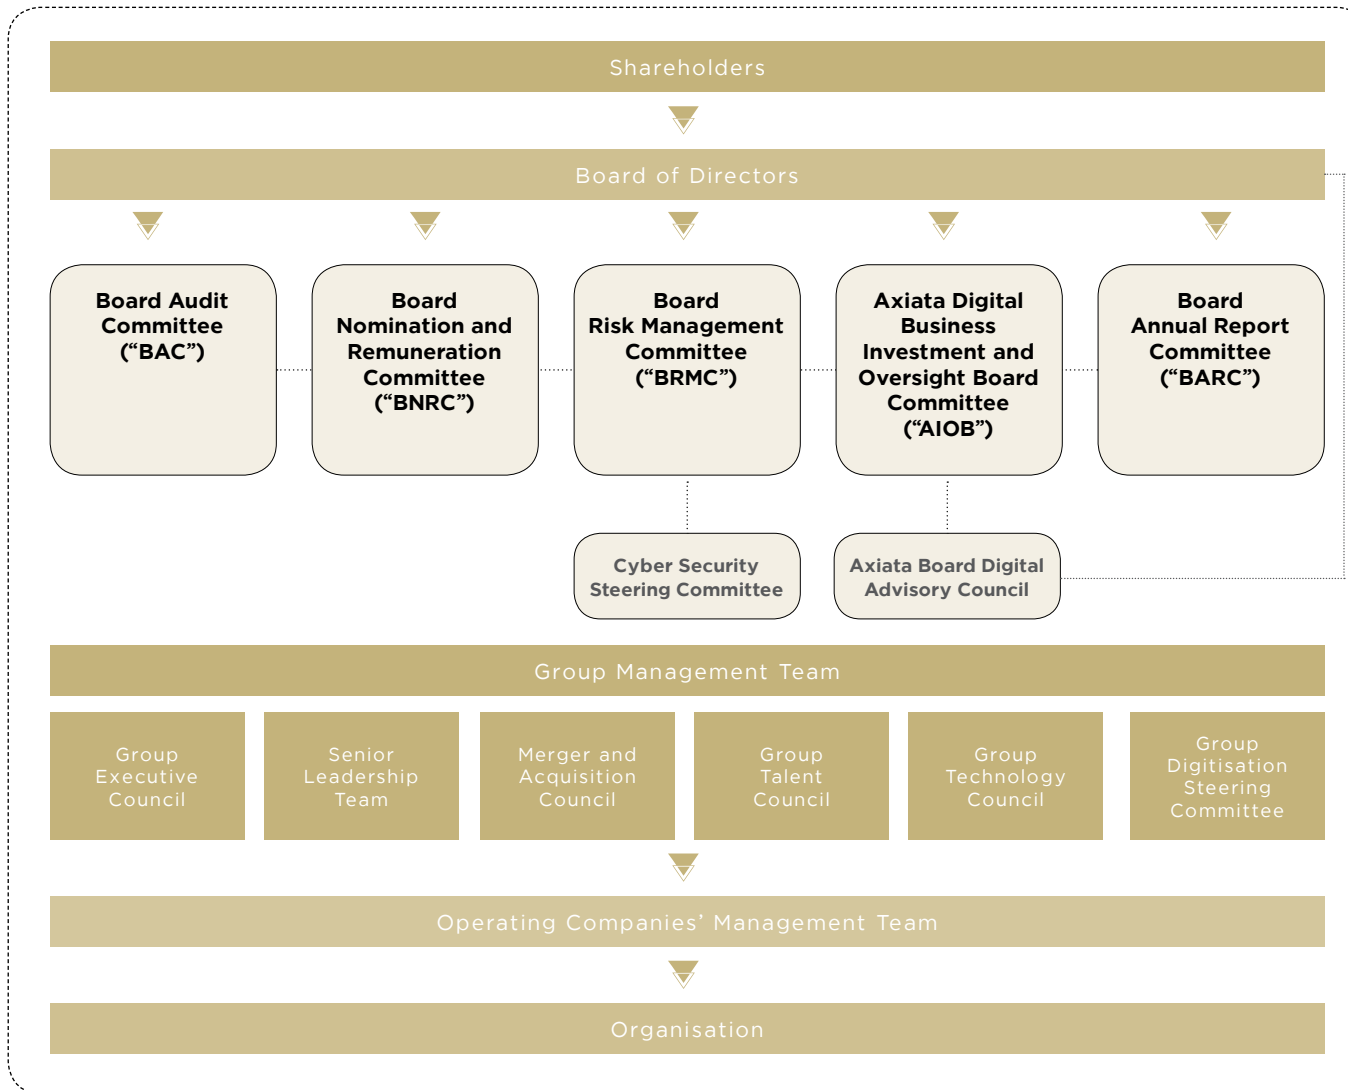 Shareholders
Board of Directors
Board Audit
Committee
(“BAC”)
Board
Nomination and
Remuneration
Committee
(“BNRC”)
Board
Risk Management
Committee
(“BRMC”)
Axiata Digital
Business
Investment and
Oversight Board
Committee
(“AIOB”)
Board
Annual Report
Committee
(“BARC”)
Cyber Security
Steering Committee
Axiata Board Digital
Advisory Council
Group Management Team
Group
Executive
Council
Senior
Leadership
Team
Merger and
Acquisition
Council
Group
Talent
Council
Group
Technology
Council
Group
Digitisation
Steering
Committee
Operating Companies’ Management Team
Organisation